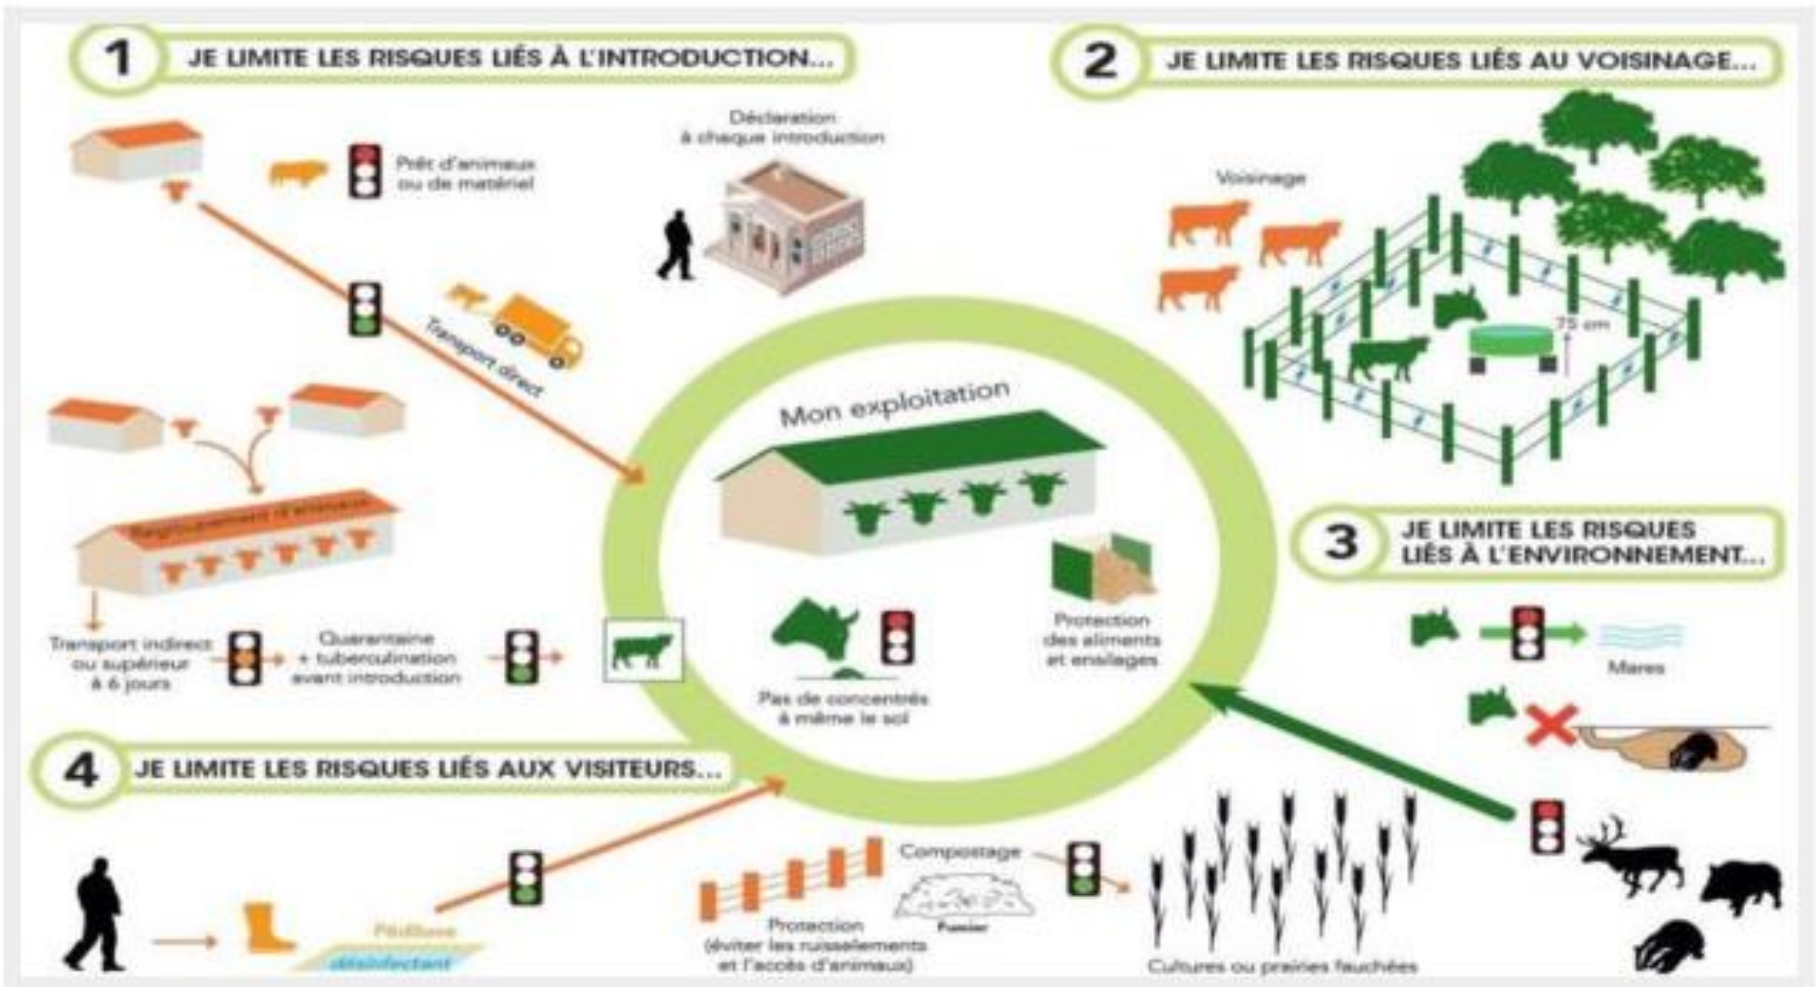 1
JE LIMITE LES RISQUES LIÉS À L'INTRODUCTION...
Prêt d'animaux
ou de matériel
Déclaration
à chaque introduction
Transport direct
Regroupement d'animaux
Transport indirect
ou supérieur
à 6 jours
Quarantaine
+ tuberculination
avant introduction
2
JE LIMITE LES RISQUES LIÉS AU VOISINAGE...
Voisinage
75 cm
Mon exploitation
Pas de concentrés
à même le sol
Protection
des aliments
et ensilages
3
JE LIMITE LES RISQUES
LIÉS À L'ENVIRONNEMENT...
Mares
4
JE LIMITE LES RISQUES LIÉS AUX VISITEURS...
Pédiluve
désinfectant
Protection
(éviter les ruisselements
et l'accès d'animaux)
Compostage
Fumier
Cultures ou prairies fauchées